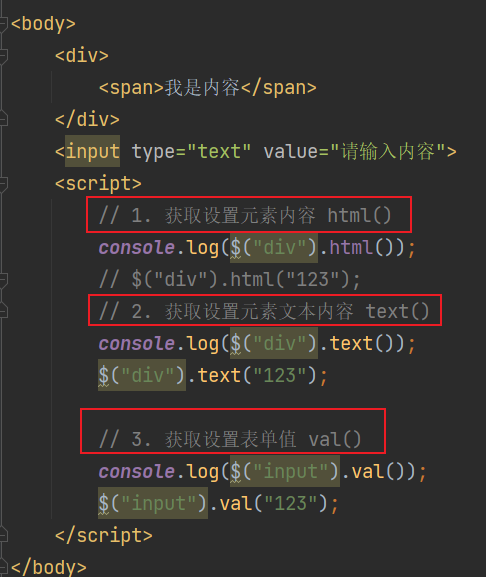 <body>
<div>
<span>我是内容</span>
</div>
<input type="text" value="请输入内容">
<script>
// 1. 获取设置元素内容 html()
console.log($("div").html());
// $("div").html("123");
// 2. 获取设置元素文本内容 text()
console.log($("div").text());
$("div").text("123");
// 3. 获取设置表单值 val()
console.log($("input").val());
$("input").val("123");
</script>
</body>